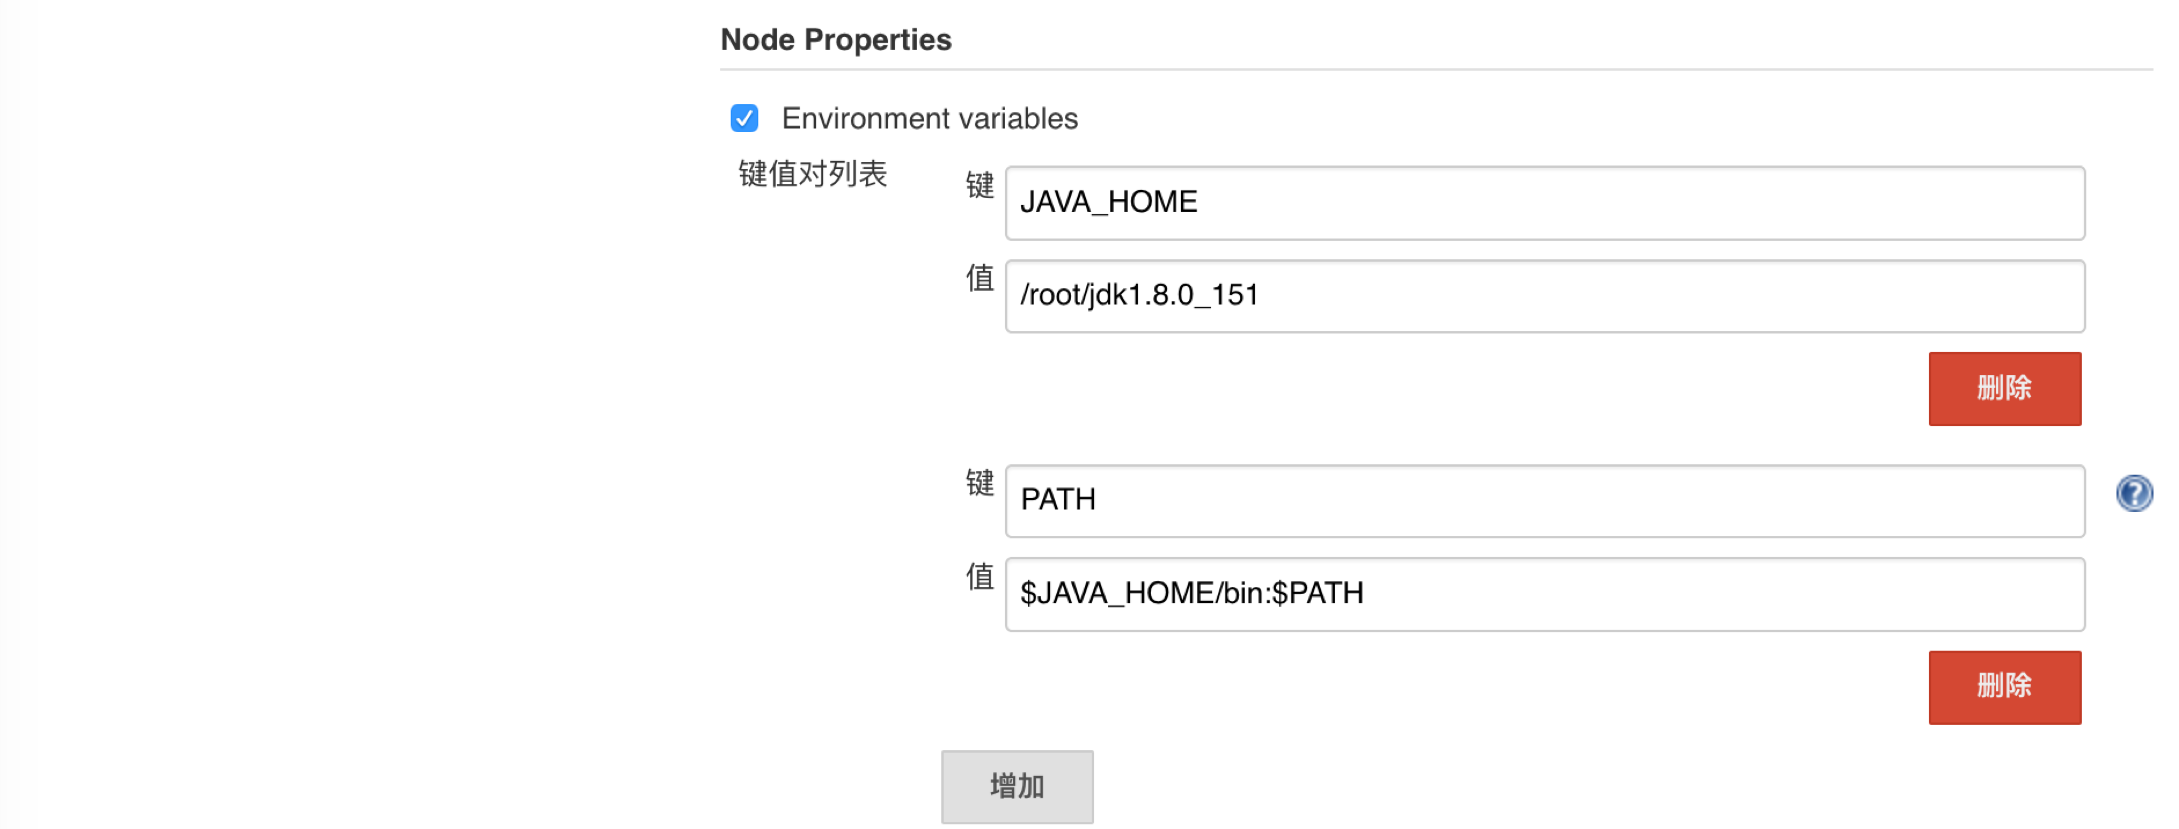 Node Properties
Environment variables
键值对列表
键 JAVA_HOME
值 /root/jdk1.8.0_151
删除
键 PATH
?
值 $JAVA_HOME/bin:$PATH
删除
增加